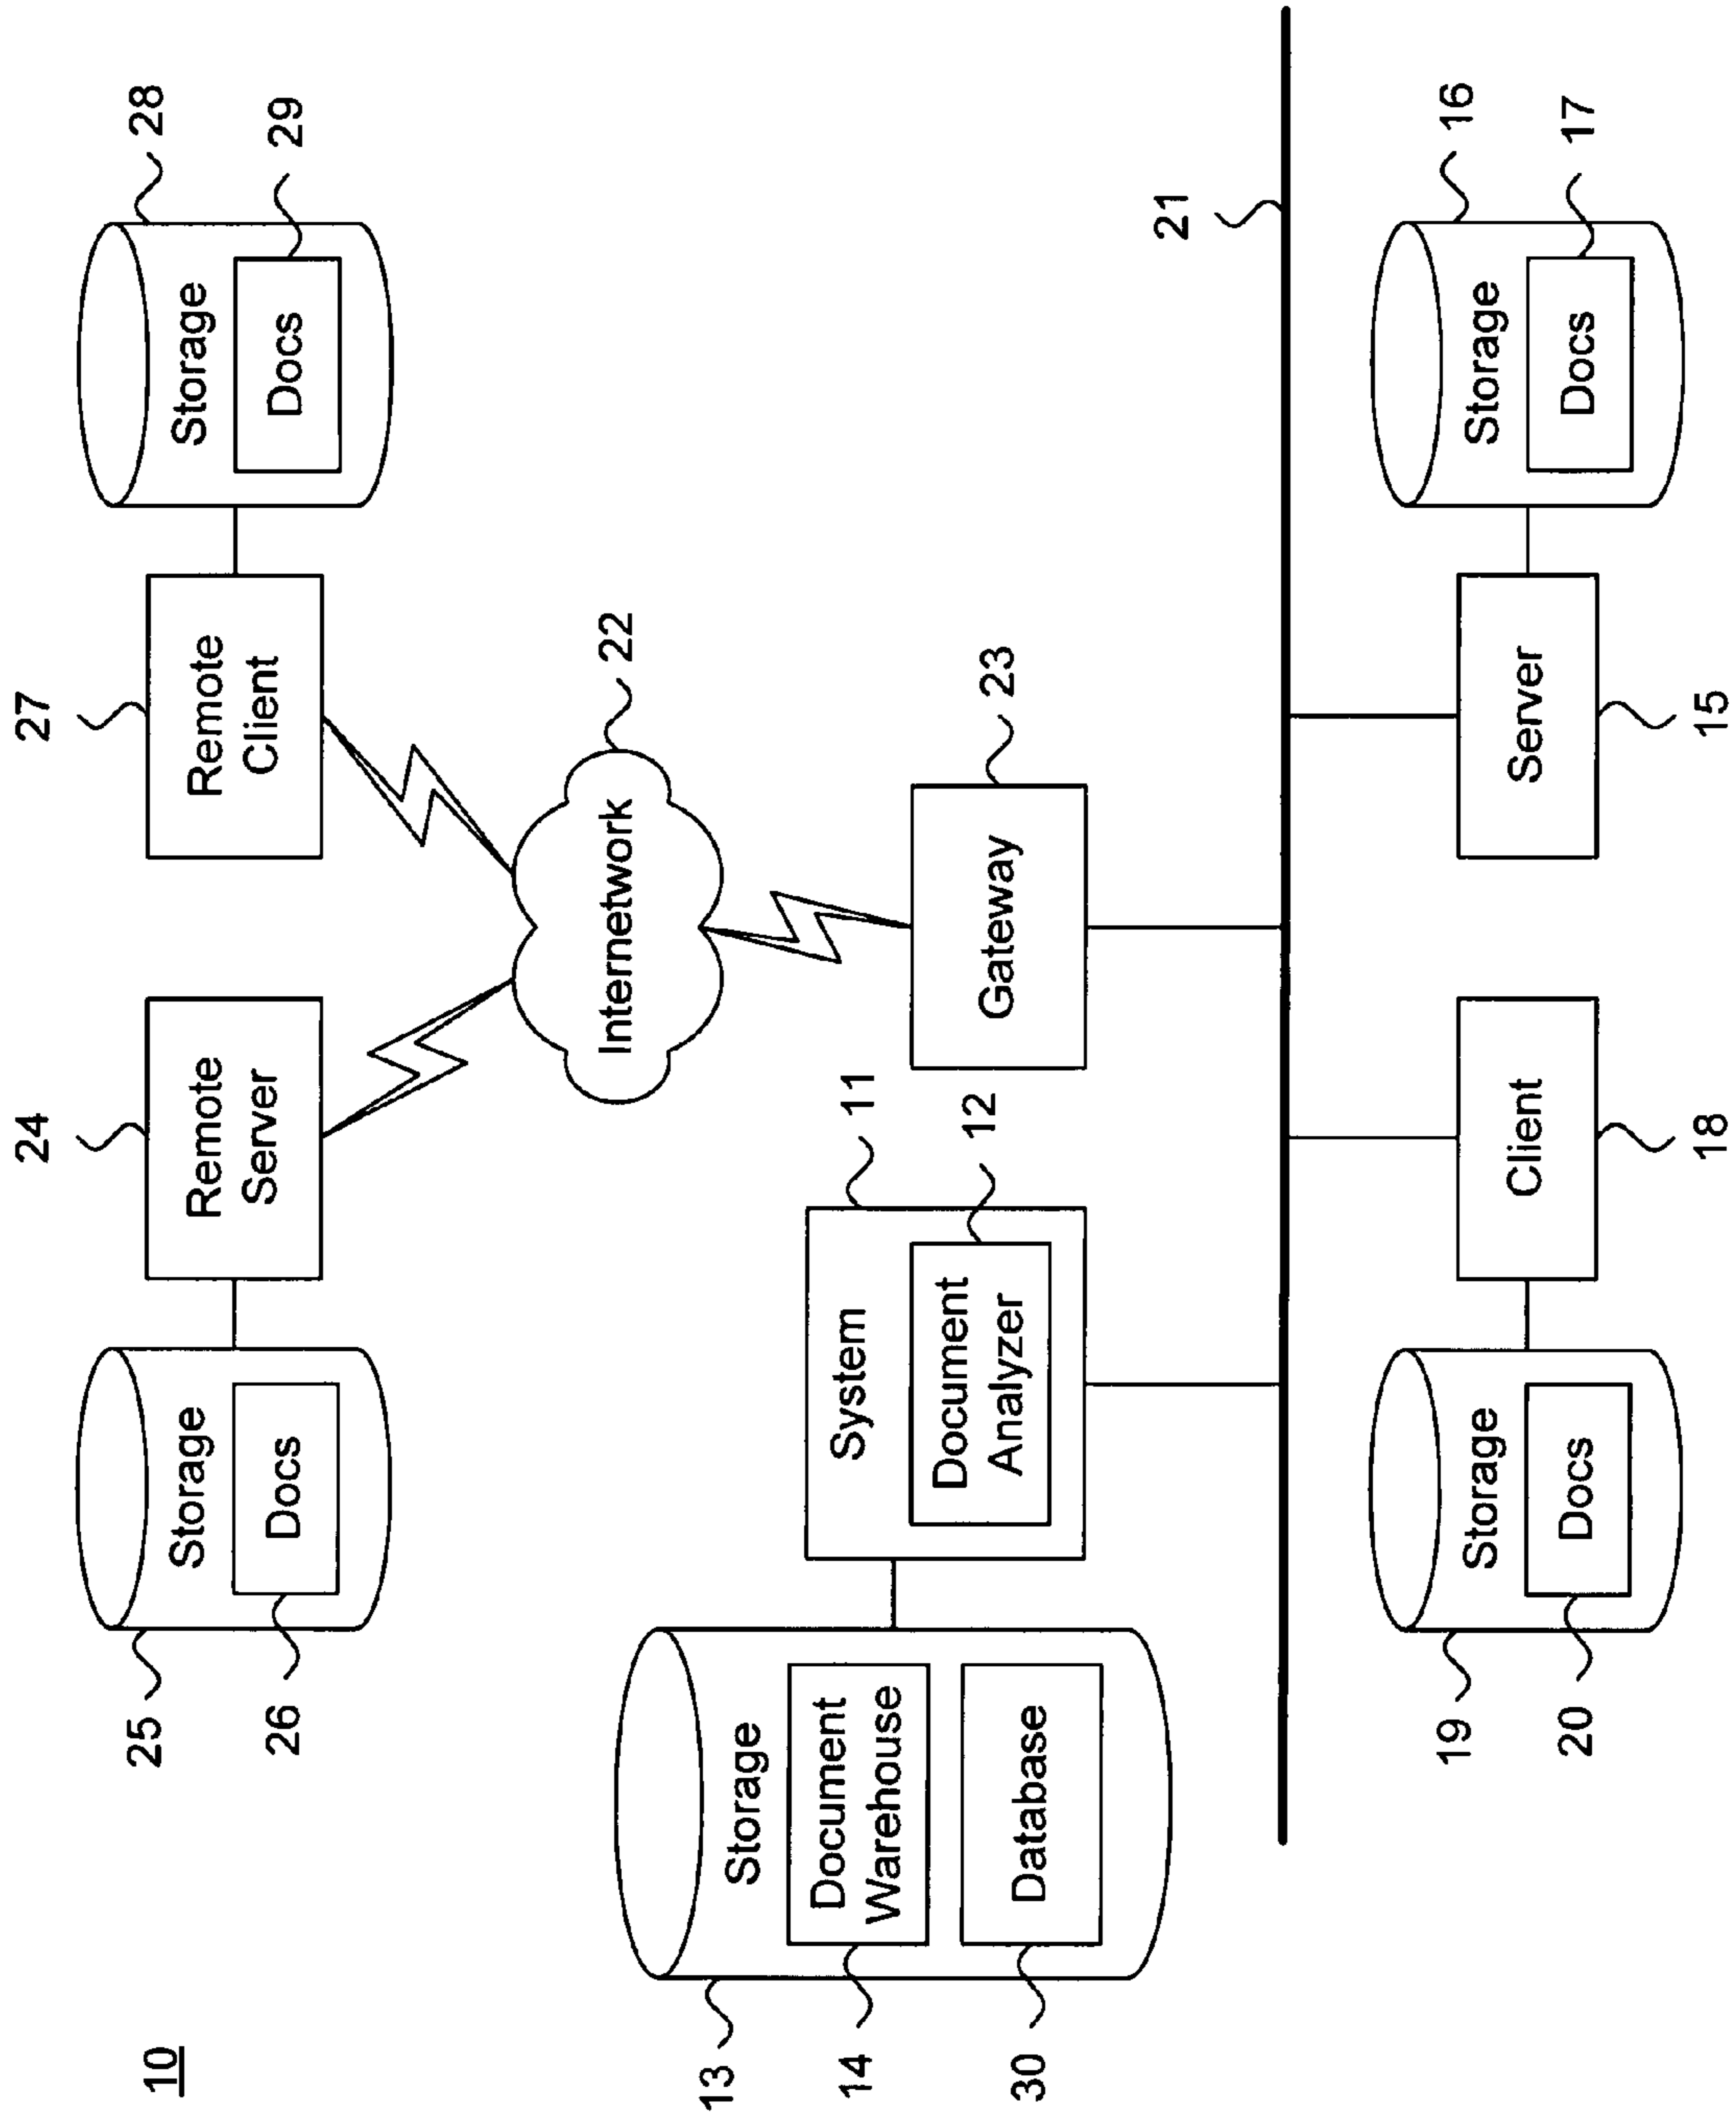 10
24
27
25
26
Storage
Docs
Remote
Server
Remote
Client
Storage
Docs
28
29
Internetwork
22
13
14
30
Storage
Document
Warehouse
Database
System
Document
Analyzer
11
12
Gateway
23
21
19
20
Storage
Docs
Client
18
Server
15
Storage
Docs
16
17